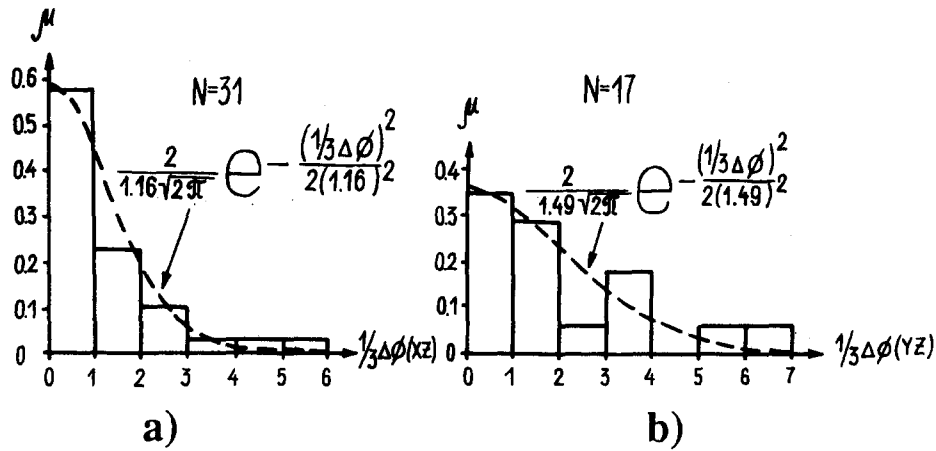 μ
0.6
0.5
0.4
0.3
0.2
0.1
0
N=31
2/(1.16√2π) e^-(1/3Δϕ)²/2(1.16)²
0 1 2 3 4 5 6
1/3Δϕ(XZ)
a)
μ
0.4
0.3
0.2
0.1
0
N=17
2/(1.49√2π) e^-(1/3Δϕ)²/2(1.49)²
0 1 2 3 4 5 6 7
1/3Δϕ(YZ)
b)